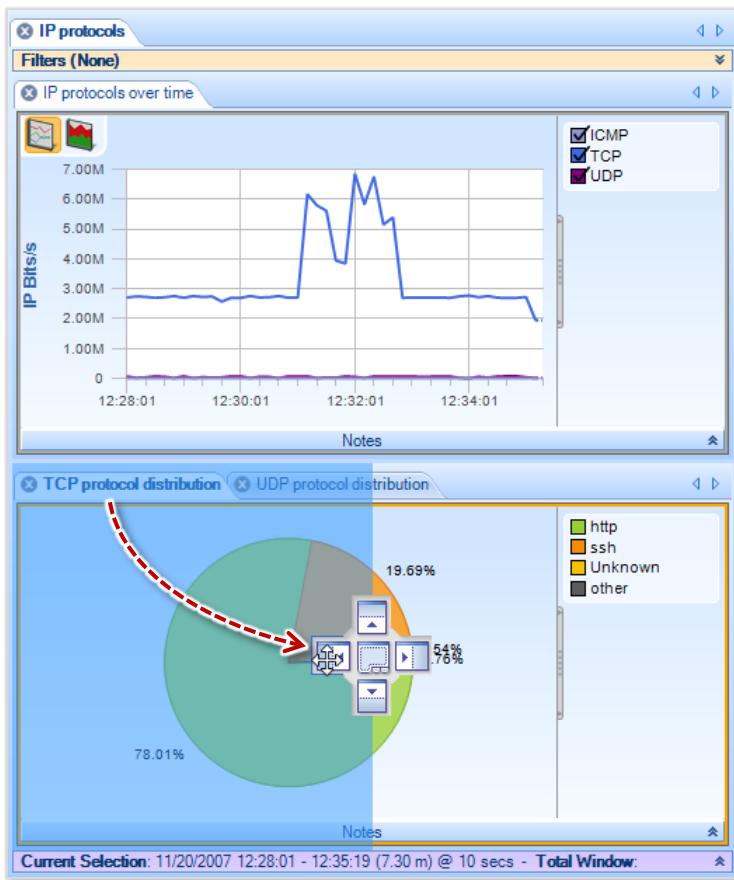 IP protocols
Filters (None)
IP protocols over time
ICMP
TCP
UDP
7.00M
6.00M
5.00M
4.00M
3.00M
2.00M
1.00M
0
IP Bits/s
12:28:01 12:30:01 12:32:01 12:34:01
Notes
TCP protocol distribution UDP protocol distribution
http
ssh
Unknown
other
19.69%
54%
.76%
78.01%
Notes
Current Selection: 11/20/2007 12:28:01 - 12:35:19 (7.30 m) @ 10 secs - Total Window: